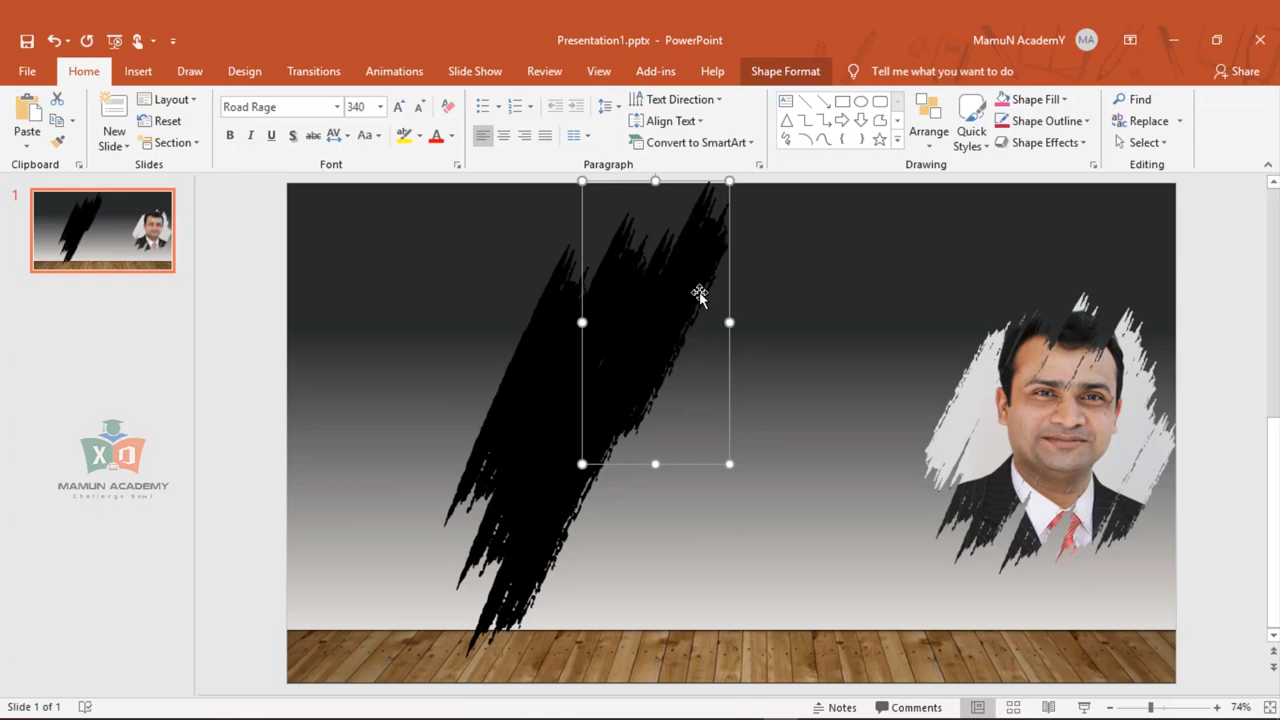 Presentation1.pptx - PowerPoint
MamuN AcademY MA
File Home Insert Draw Design Transitions Animations Slide Show Review View Add-ins Help Shape Format Tell me what you want to do Share
Paste
Clipboard
New
Slide
Layout
Reset
Section
Slides
Road Rage 340
B I U S abc AV Aa A
Font
Text Direction
Align Text
Convert to SmartArt
Paragraph
Arrange
Quick
Styles
Shape Fill
Shape Outline
Shape Effects
Drawing
Find
Replace
Select
Editing
1
X
MAMUN ACADEMY
Challenge Next
Slide 1 of 1 Notes Comments 74%